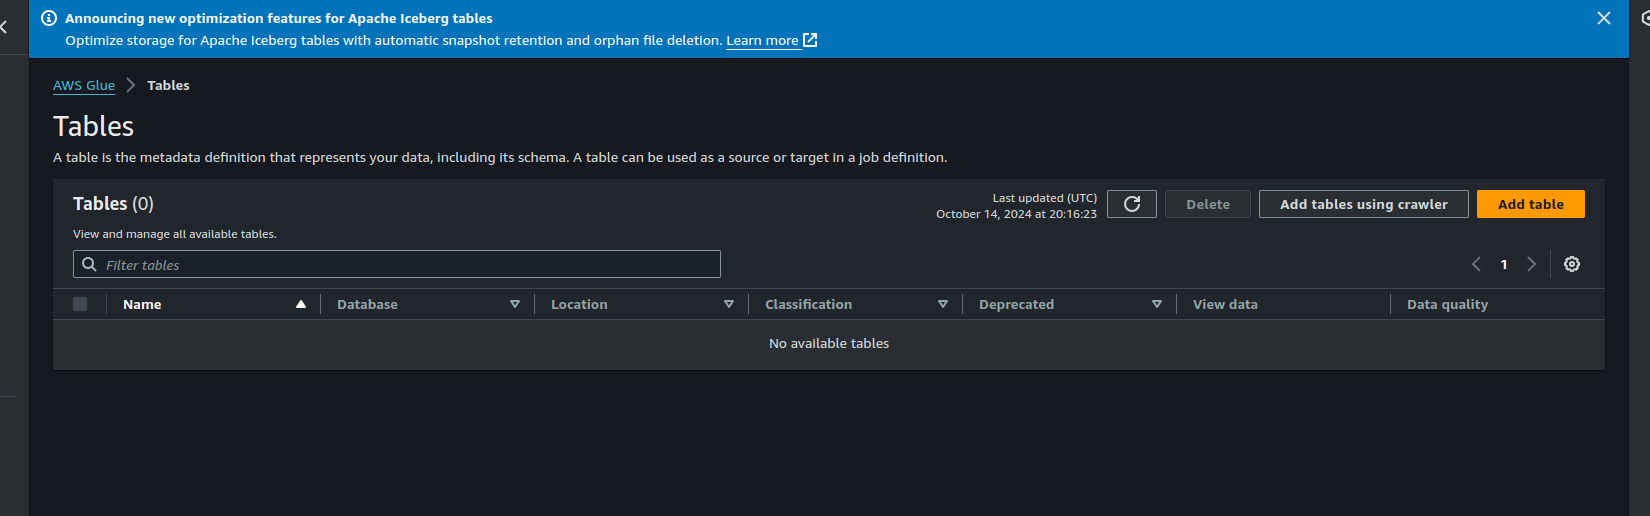 Announcing new optimization features for Apache Iceberg tables
Optimize storage for Apache Iceberg tables with automatic snapshot retention and orphan file deletion. Learn more
AWS Glue > Tables
Tables
A table is the metadata definition that represents your data, including its schema. A table can be used as a source or target in a job definition.
Tables (0)
View and manage all available tables.
Last updated (UTC)
October 14, 2024 at 20:16:23
Delete
Add tables using crawler
Add table
Filter tables
1
Name Database Location Classification Deprecated View data Data quality
No available tables